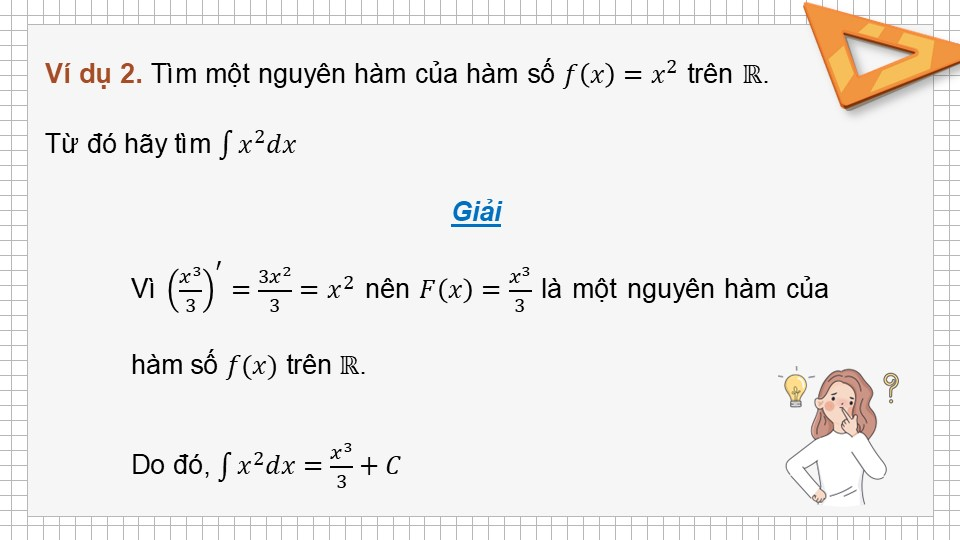 Ví dụ 2. Tìm một nguyên hàm của hàm số f(x) = x² trên ℝ.
Từ đó hãy tìm ∫ x²dx
Giải
Vì (x³/3)′ = 3x²/3 = x² nên F(x) = x³/3 là một nguyên hàm của
hàm số f(x) trên ℝ.
Do đó, ∫ x²dx = x³/3 + C
?